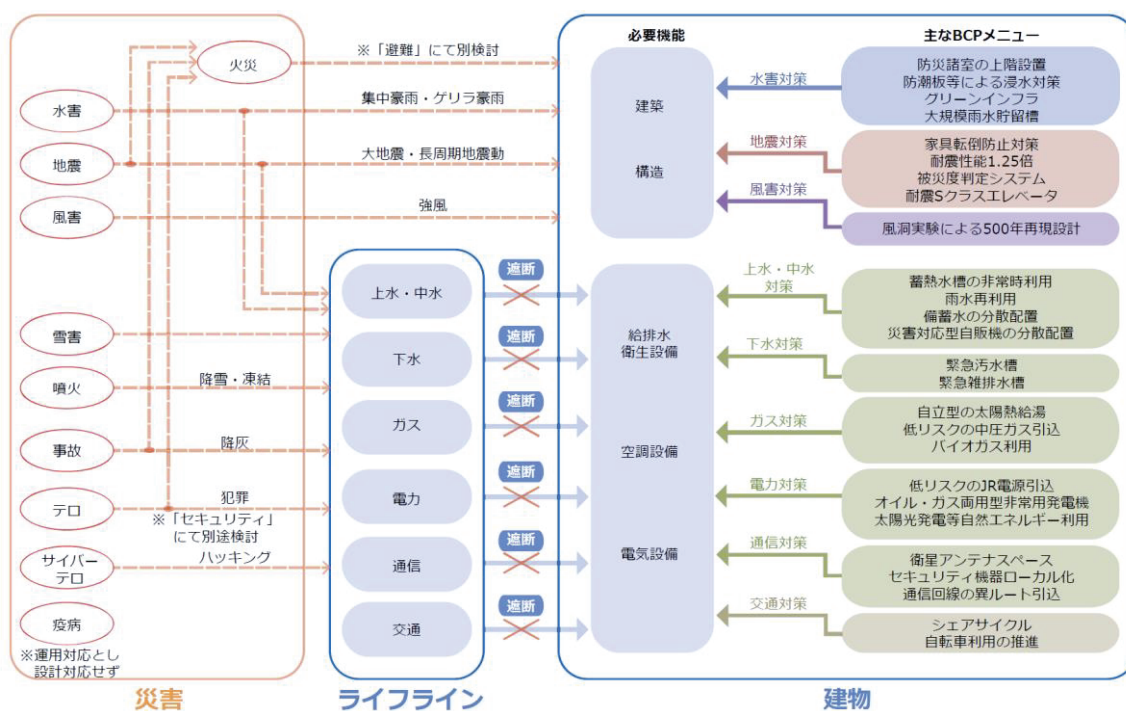 必要機能
主なBCPメニュー
火災
※「避難」にて別検討
水害
集中豪雨・ゲリラ豪雨
地震
大地震・長周期地震動
風害
強風
雪害
噴火
降雪・凍結
事故
降灰
テロ
犯罪
※「セキュリティ」
にて別途検討
サイバー
テロ
ハッキング
疫病
※運用対応とし
設計対応せず
災害
上水・中水
遮断
下水
遮断
ガス
遮断
電力
遮断
通信
遮断
交通
遮断
ライフライン
建築
構造
給排水
衛生設備
空調設備
電気設備
水害対策
防災諸室の上階設置
防潮板等による浸水対策
グリーンインフラ
大規模雨水貯留槽
地震対策
家具転倒防止対策
耐震性能1.25倍
被災度判定システム
耐震Sクラスエレベータ
風害対策
風洞実験による500年再現設計
上水・中水
対策
蓄熱水槽の非常時利用
雨水再利用
備蓄水の分散配置
災害対応型自販機の分散配置
下水対策
緊急汚水槽
緊急雑排水槽
ガス対策
自立型の太陽熱給湯
低リスクの中圧ガス引込
バイオガス利用
電力対策
低リスクのJR電源引込
オイル・ガス両用型非常用発電機
太陽光発電等自然エネルギー利用
通信対策
衛星アンテナスペース
セキュリティ機器ローカル化
通信回線の異ルート引込
交通対策
シェアサイクル
自転車利用の推進
建物